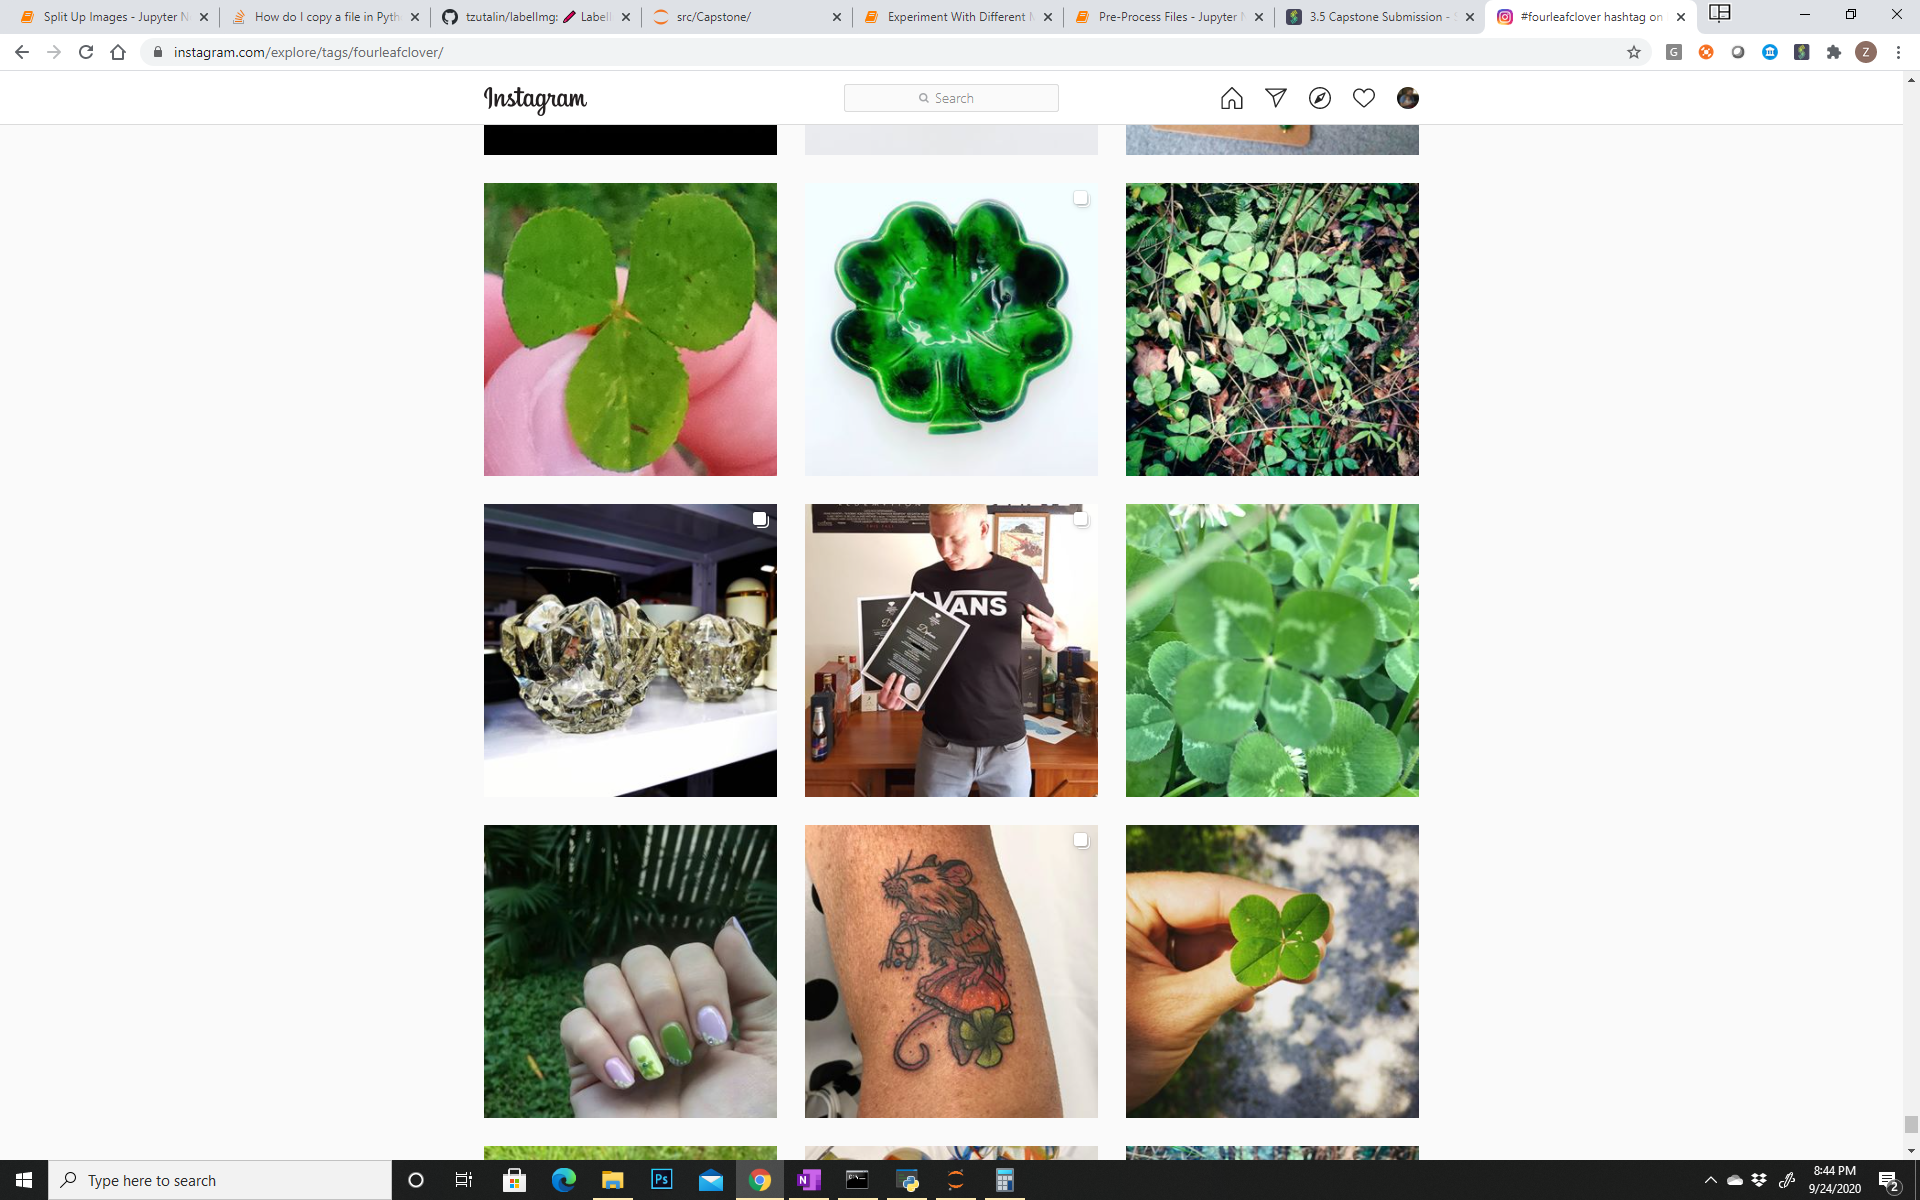 Split Up Images - Jupyter N
How do I copy a file in Pyth
tzutalin/labelImg: Label
src/Capstone/
Experiment With Different M
Pre-Process Files - Jupyter N
3.5 Capstone Submission - S
#fourleafclover hashtag on
instagram.com/explore/tags/fourleafclover/
G
Z
Instagram
Search
VANS
Type here to search
Ps
N
8:44 PM
9/24/2020
2